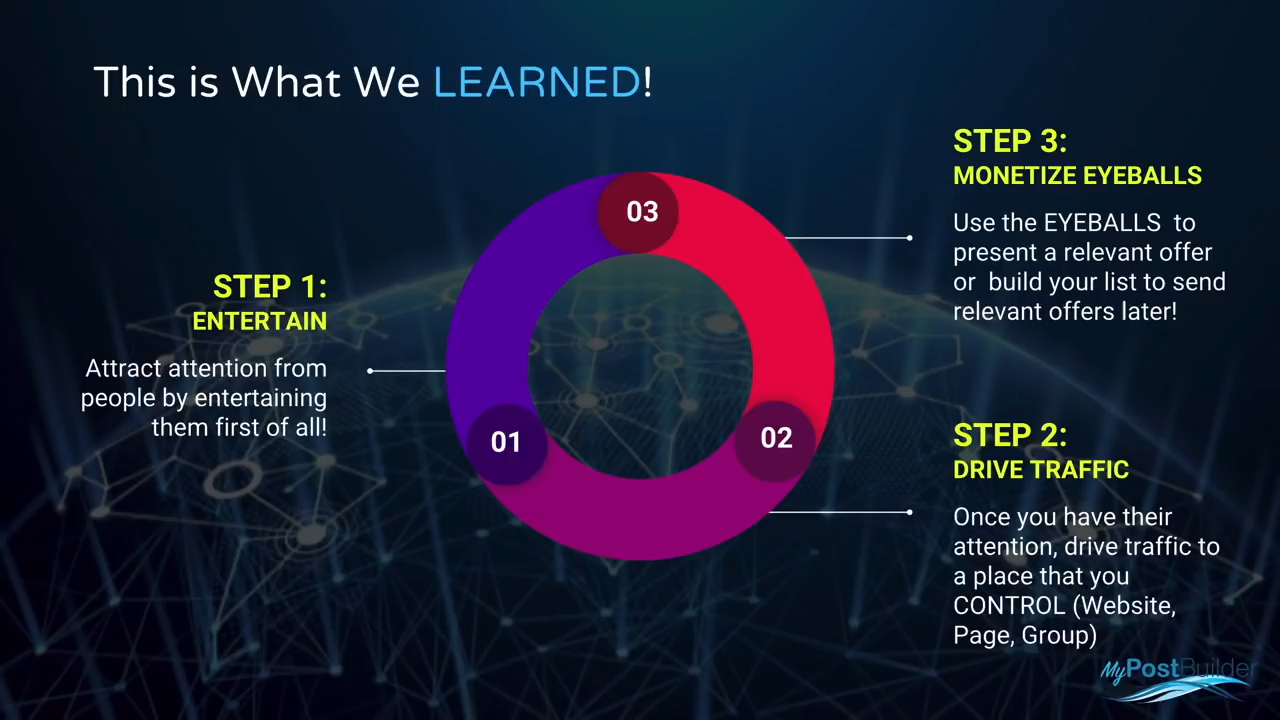 This is What We LEARNED!
STEP 1:
ENTERTAIN
Attract attention from
people by entertaining
them first of all!
03
01
02
STEP 3:
MONETIZE EYEBALLS
Use the EYEBALLS  to
present a relevant offer
or  build your list to send
relevant offers later!
STEP 2:
DRIVE TRAFFIC
Once you have their
attention, drive traffic to
a place that you
CONTROL (Website,
Page, Group)
MyPostBuilder